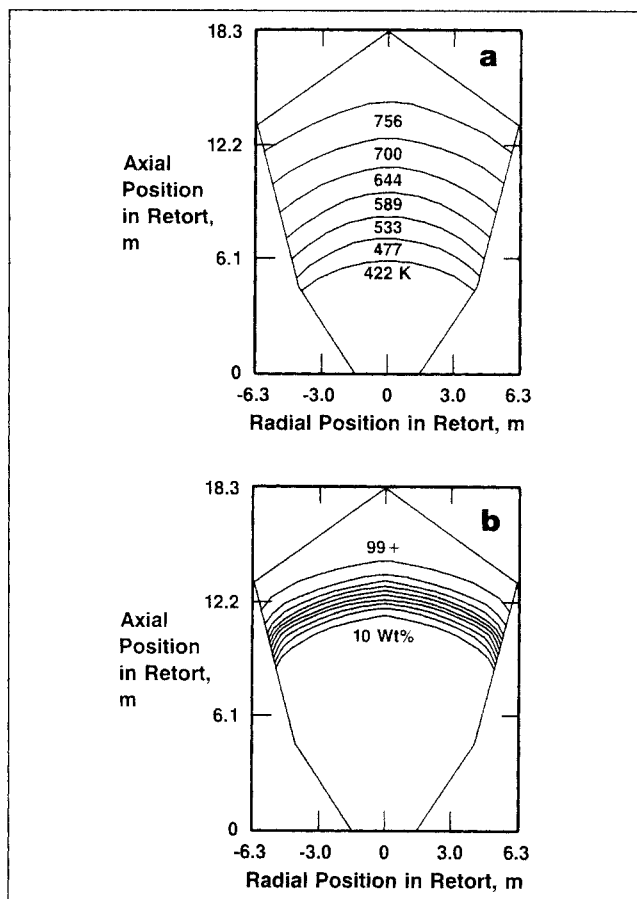 18.3
a
756
12.2
Axial
Position
in Retort,
m
700
644
589
533
6.1
477
422 K
0
-6.3 -3.0 0 3.0 6.3
Radial Position in Retort, m
18.3
b
99+
12.2
Axial
Position
in Retort,
m
10 Wt%
6.1
0
-6.3 -3.0 0 3.0 6.3
Radial Position in Retort, m